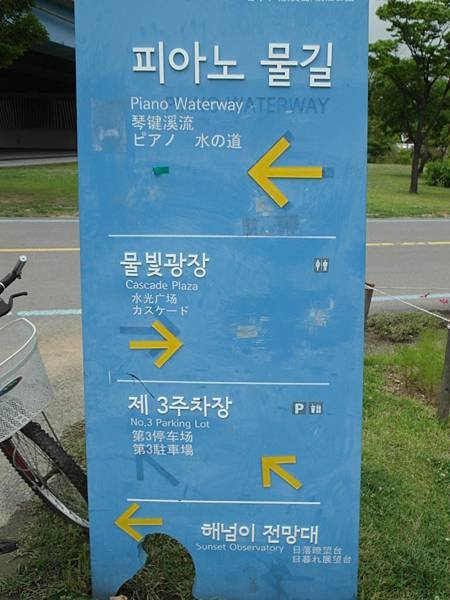 피아노 물길
Piano Waterway
琴键溪流
ピアノ 水の道
물빛광장
Cascade Plaza
水光广场
カスケード
제 3주차장
P
No.3 Parking Lot
第3停车场
第3駐車場
해넘이 전망대
Sunset Observatory
日落瞭望台
日暮れ展望台